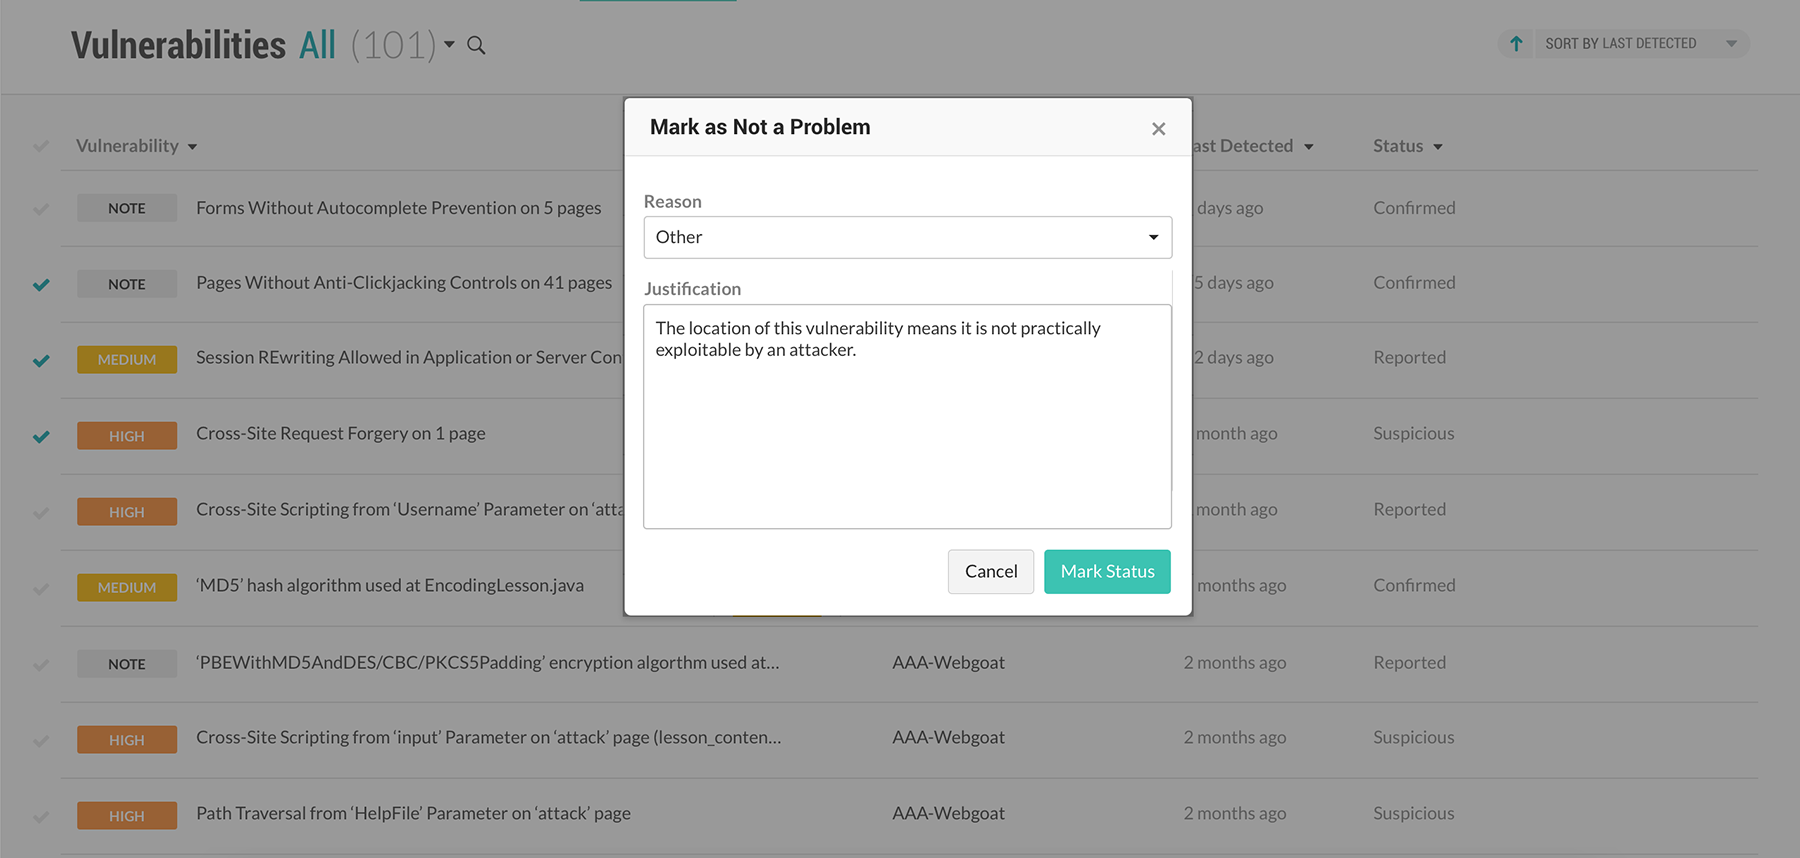 Vulnerabilities All (101)
SORT BY LAST DETECTED
Mark as Not a Problem
Reason
Other
Justification
The location of this vulnerability means it is not practically
exploitable by an attacker.
Cancel Mark Status
Vulnerability ast Detected Status
NOTE Forms Without Autocomplete Prevention on 5 pages days ago Confirmed
NOTE Pages Without Anti-Clickjacking Controls on 41 pages 5 days ago Confirmed
MEDIUM Session REwriting Allowed in Application or Server Con 2 days ago Reported
HIGH Cross-Site Request Forgery on 1 page month ago Suspicious
HIGH Cross-Site Scripting from ‘Username’ Parameter on ‘atta month ago Reported
MEDIUM ‘MD5’ hash algorithm used at EncodingLesson.java months ago Confirmed
NOTE ‘PBEWithMD5AndDES/CBC/PKCS5Padding’ encryption algorthm used at... AAA-Webgoat 2 months ago Reported
HIGH Cross-Site Scripting from ‘input’ Parameter on ‘attack’ page (lesson_conten... AAA-Webgoat 2 months ago Suspicious
HIGH Path Traversal from ‘HelpFile’ Parameter on ‘attack’ page AAA-Webgoat 2 months ago Suspicious